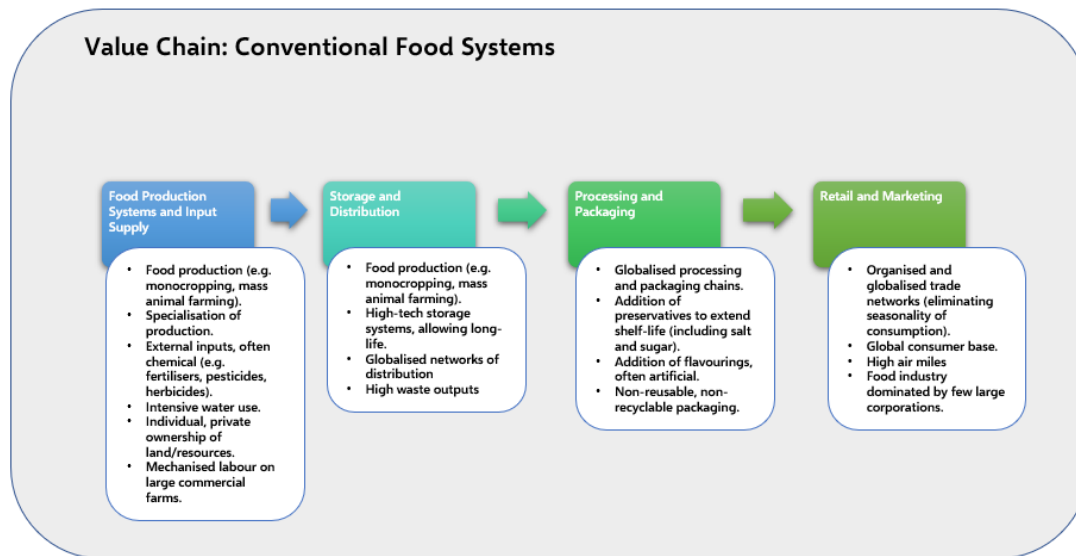 Value Chain: Conventional Food Systems
Food Production
Systems and Input
Supply
• Food production (e.g.
monocropping, mass
animal farming).
• Specialisation of
production.
• External inputs, often
chemical (e.g.
fertilisers, pesticides,
herbicides).
• Intensive water use.
• Individual, private
ownership of
land/resources.
• Mechanised labour on
large commercial
farms.
Storage and
Distribution
• Food production (e.g.
monocropping, mass
animal farming).
• High-tech storage
systems, allowing long-
life.
• Globalised networks of
distribution
• High waste outputs
Processing and
Packaging
• Globalised processing
and packaging chains.
• Addition of
preservatives to extend
shelf-life (including salt
and sugar).
• Addition of flavourings,
often artificial.
• Non-reusable, non-
recyclable packaging.
Retail and Marketing
• Organised and
globalised trade
networks (eliminating
seasonality of
consumption).
• Global consumer base.
• High air miles
• Food industry
dominated by few large
corporations.